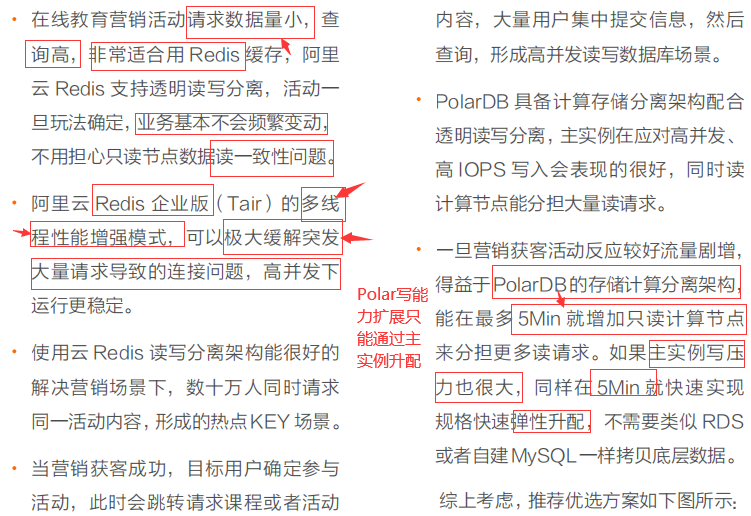 • 在线教育营销活动请求数据量小，查
询高，非常适合用 Redis 缓存，阿里
云 Redis 支持透明读写分离，活动一
旦玩法确定，业务基本不会频繁变动，
不用担心只读节点数据读一致性问题。
• 阿里云 Redis 企业版（Tair）的多线
程性能增强模式，可以极大缓解突发
大量请求导致的连接问题，高并发下
运行更稳定。
• 使用云 Redis 读写分离架构能很好的
解决营销场景下，数十万人同时请求
同一活动内容，形成的热点 KEY 场景。
• 当营销获客成功，目标用户确定参与
活动，此时会跳转请求课程或者活动
Polar写能
力扩展只
能通过主
实例升配
内容，大量用户集中提交信息，然后
查询，形成高并发读写数据库场景。
• PolarDB 具备计算存储分离架构配合
透明读写分离，主实例在应对高并发、
高 IOPS 写入会表现的很好，同时读
计算节点能分担大量读请求。
• 一旦营销获客活动反应较好流量剧增，
得益于 PolarDB 的存储计算分离架构，
能在最多 5Min 就增加只读计算节点
来分担更多读请求。如果主实例写压
力也很大，同样在 5Min 就快速实现
规格快速弹性升配，不需要类似 RDS
或者自建 MySQL 一样拷贝底层数据。
综上考虑，推荐优选方案如下图所示：